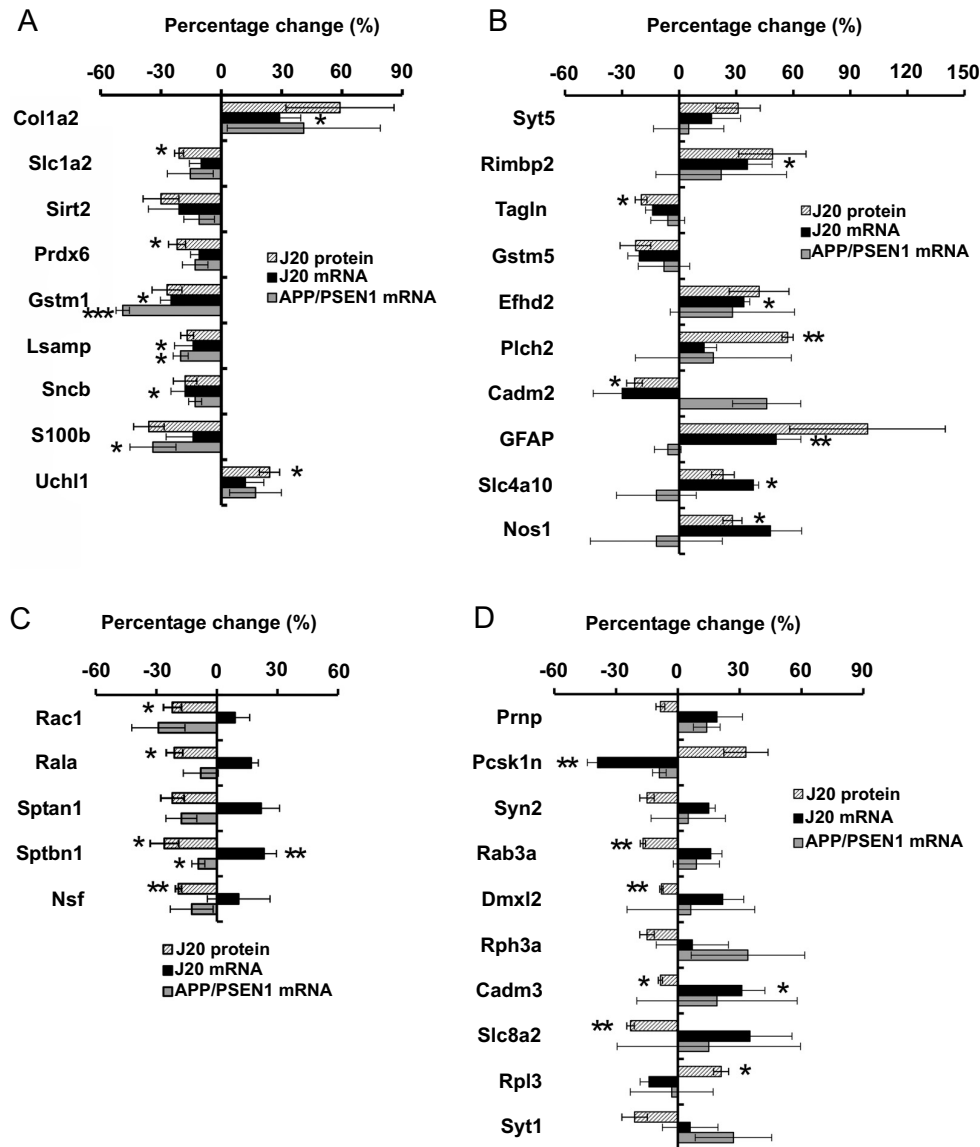 A
Percentage change (%)
-60 -30 0 30 60 90
Col1a2
*
Slc1a2
*
Sirt2
Prdx6
*
Gstm1
*
***
Lsamp
*
*
Sncb
*
S100b
*
Uchl1
*
J20 protein
J20 mRNA
APP/PSEN1 mRNA
B
Percentage change (%)
-60 -30 0 30 60 90 120 150
Syt5
Rimbp2
*
Tagln
*
Gstm5
Efhd2
*
Plch2
**
Cadm2
*
GFAP
**
Slc4a10
*
Nos1
*
J20 protein
J20 mRNA
APP/PSEN1 mRNA
C
Percentage change (%)
-60 -30 0 30 60
Rac1
*
Rala
*
Sptan1
Sptbn1
*
**
*
Nsf
**
J20 protein
J20 mRNA
APP/PSEN1 mRNA
D
Percentage change (%)
-60 -30 0 30 60 90
Prnp
Pcsk1n
**
Syn2
Rab3a
**
Dmxl2
**
Rph3a
Cadm3
*
*
Slc8a2
**
Rpl3
*
Syt1
J20 protein
J20 mRNA
APP/PSEN1 mRNA